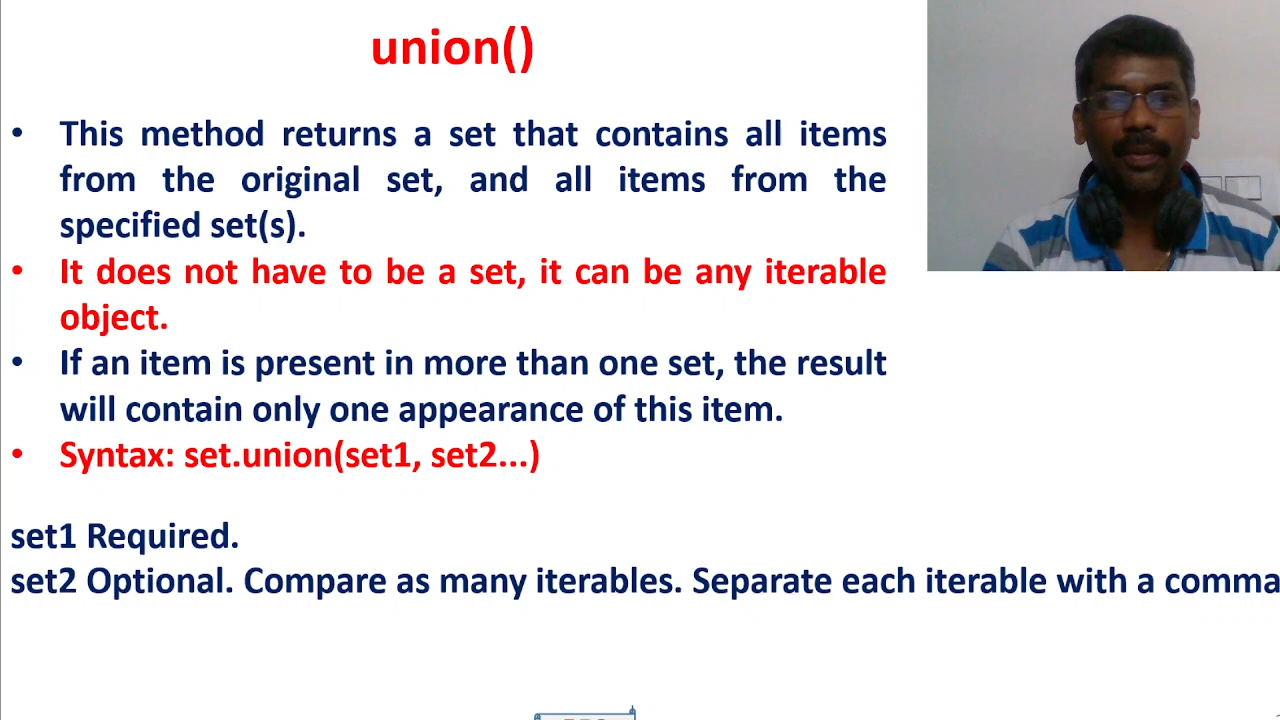 union()
• This method returns a set that contains all items
from the original set, and all items from the
specified set(s).
• It does not have to be a set, it can be any iterable
object.
• If an item is present in more than one set, the result
will contain only one appearance of this item.
• Syntax: set.union(set1, set2...)
set1 Required.
set2 Optional. Compare as many iterables. Separate each iterable with a comma